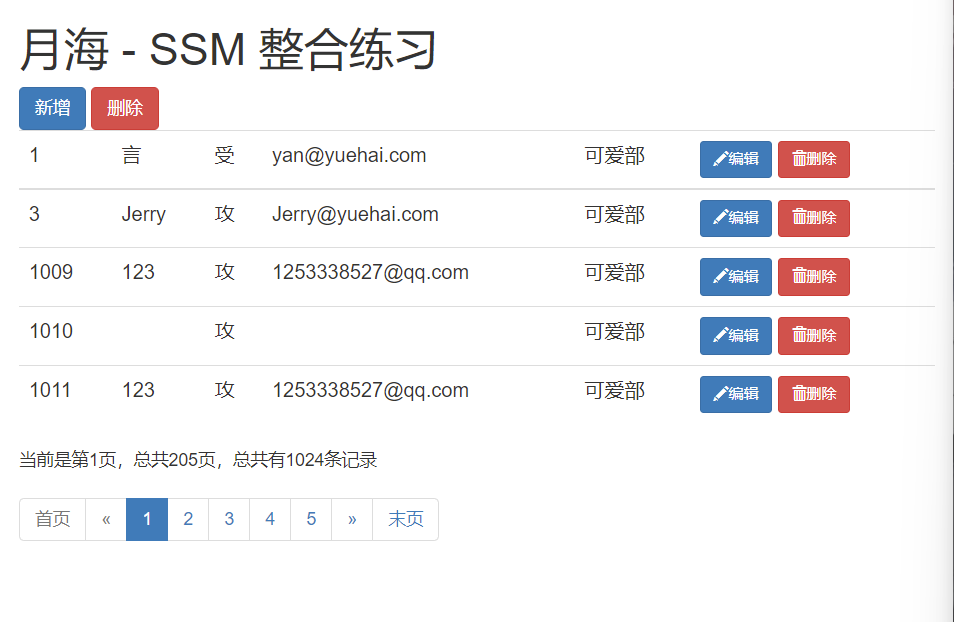 月海 - SSM 整合练习
新增 删除
1 言 受 yan@yuehai.com 可爱部 编辑 删除
3 Jerry 攻 Jerry@yuehai.com 可爱部 编辑 删除
1009 123 攻 1253338527@qq.com 可爱部 编辑 删除
1010 攻 可爱部 编辑 删除
1011 123 攻 1253338527@qq.com 可爱部 编辑 删除
当前是第1页，总共205页，总共有1024条记录
首页 « 1 2 3 4 5 » 末页